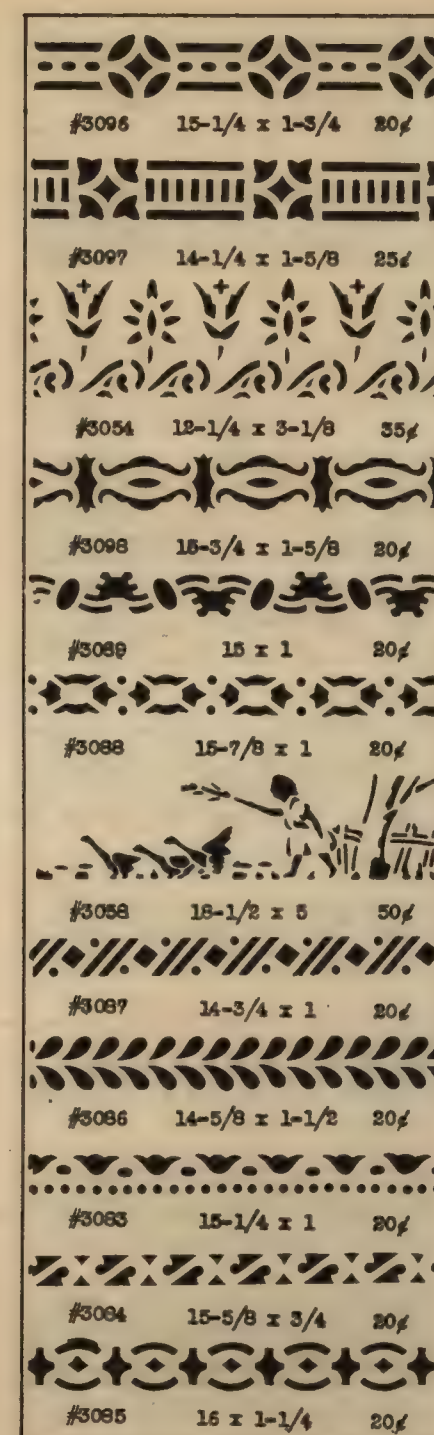 #3096 15-1/4 x 1-3/4 20¢
#3097 14-1/4 x 1-5/8 25¢
#3054 12-1/4 x 3-1/8 35¢
#3098 15-3/4 x 1-5/8 20¢
#3089 15 x 1 20¢
#3088 15-7/8 x 1 20¢
#3058 18-1/2 x 5 50¢
#3087 14-3/4 x 1 20¢
#3086 14-5/8 x 1-1/2 20¢
#3083 15-1/4 x 1 20¢
#3084 15-5/8 x 3/4 20¢
#3085 16 x 1-1/4 20¢